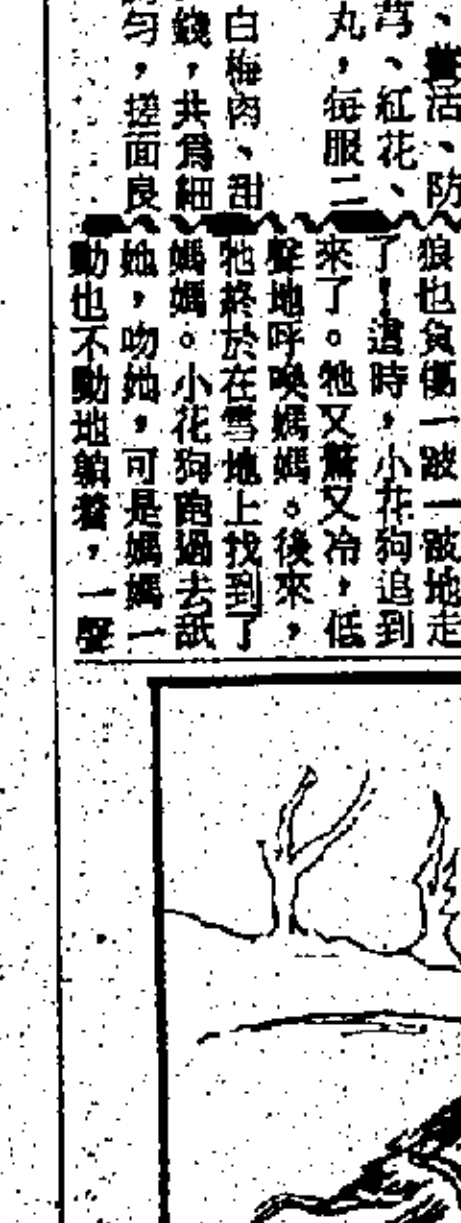 、活、防
芎、紅花、
丸，每服二
白梅肉、甜
錢，共爲細
勻，搓面良
狼也負傷一跛一跛地走
了！這時，小花狗追到
來了。牠又驚又冷，低
聲地呼喚媽媽。後來，
牠終於在雪地上找到了
媽媽。小花狗跑過去舐
她，吻她，可是媽媽一
動也不動地躺著，一聲